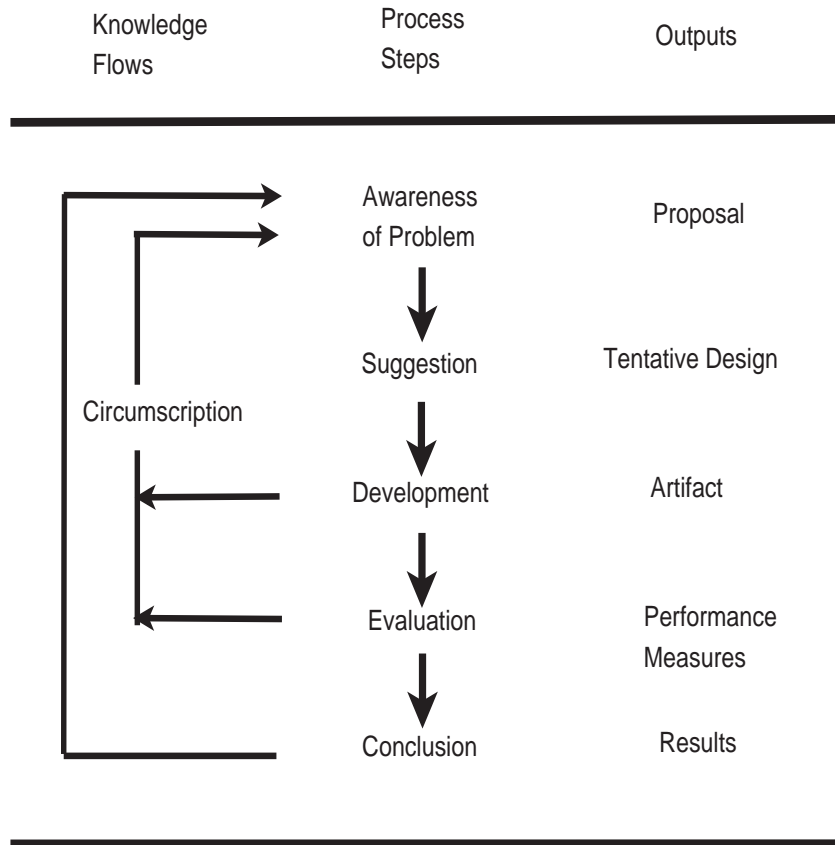 Knowledge
Flows
Process
Steps
Outputs
Awareness
of Problem
Proposal
Suggestion
Tentative Design
Circumscription
Development
Artifact
Evaluation
Performance
Measures
Conclusion
Results